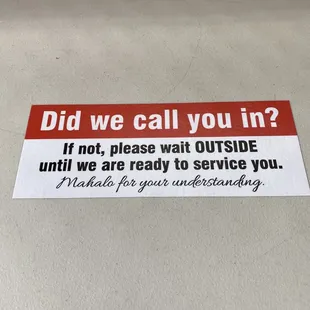 Did we call you in?
If not, please wait OUTSIDE
until we are ready to service you.
Mahalo for your understanding.